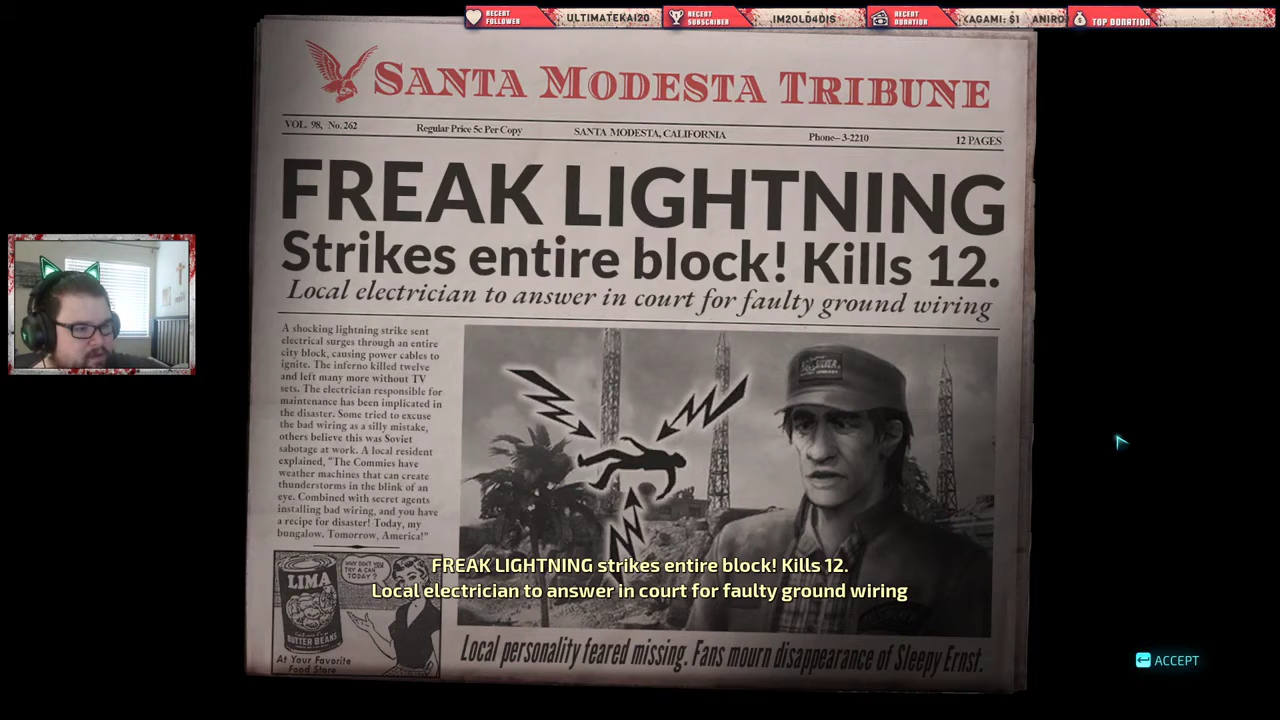 RECENT FOLLOWER
ULTIMATEKAI20
RECENT SUBSCRIBER
IM2OLD4DIS
RECENT DONATION
KAGAMI: $1 ANIRO
TOP DONATION
SANTA MODESTA TRIBUNE
VOL. 98, No. 262
Regular Price 5c Per Copy
SANTA MODESTA, CALIFORNIA
Phone–3-2210
12 PAGES
FREAK LIGHTNING
Strikes entire block! Kills 12.
Local electrician to answer in court for faulty ground wiring
A shocking lightning strike sent
electrical surges through an entire
city block, causing power cables to
ignite. The inferno killed twelve
and left many more without TV
sets. The electrician responsible for
maintenance has been implicated in
the disaster. Some tried to excuse
the bad wiring as a silly mistake,
others believe this was Soviet
sabotage at work. A local resident
explained, "The Commies have
weather machines that can create
thunderstorms in the blink of an
eye. Combined with secret agents
installing bad wiring, and you have
a recipe for disaster! Today, my
bungalow. Tomorrow, America!"
WHY DON'T YOU
TRY A CAN
TODAY?
LIMA
BUTTER BEANS
At Your Favorite
Food Store
FREAK LIGHTNING strikes entire block! Kills 12.
Local electrician to answer in court for faulty ground wiring
Local personality feared missing. Fans mourn disappearance of Sleepy Ernst.
ACCEPT